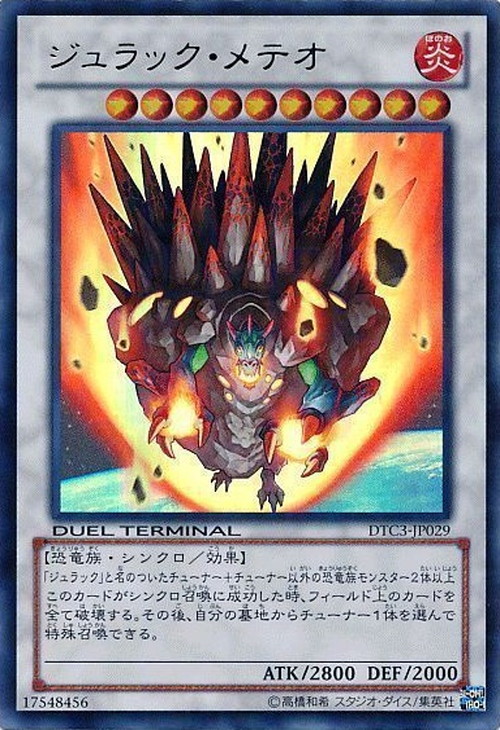 ジュラック・メテオ
炎
ほのお
DUEL TERMINAL
DTC3-JP029
【恐竜族・シンクロ/効果】
「ジュラック」と名のついたチューナー+チューナー以外の恐竜族モンスター2体以上
このカードがシンクロ召喚に成功した時、フィールド上のカードを
全て破壊する。その後、自分の墓地からチューナー1体を選んで
特殊召喚できる。
ATK/2800 DEF/2000
17548456
©高橋和希 スタジオ・ダイス/集英社